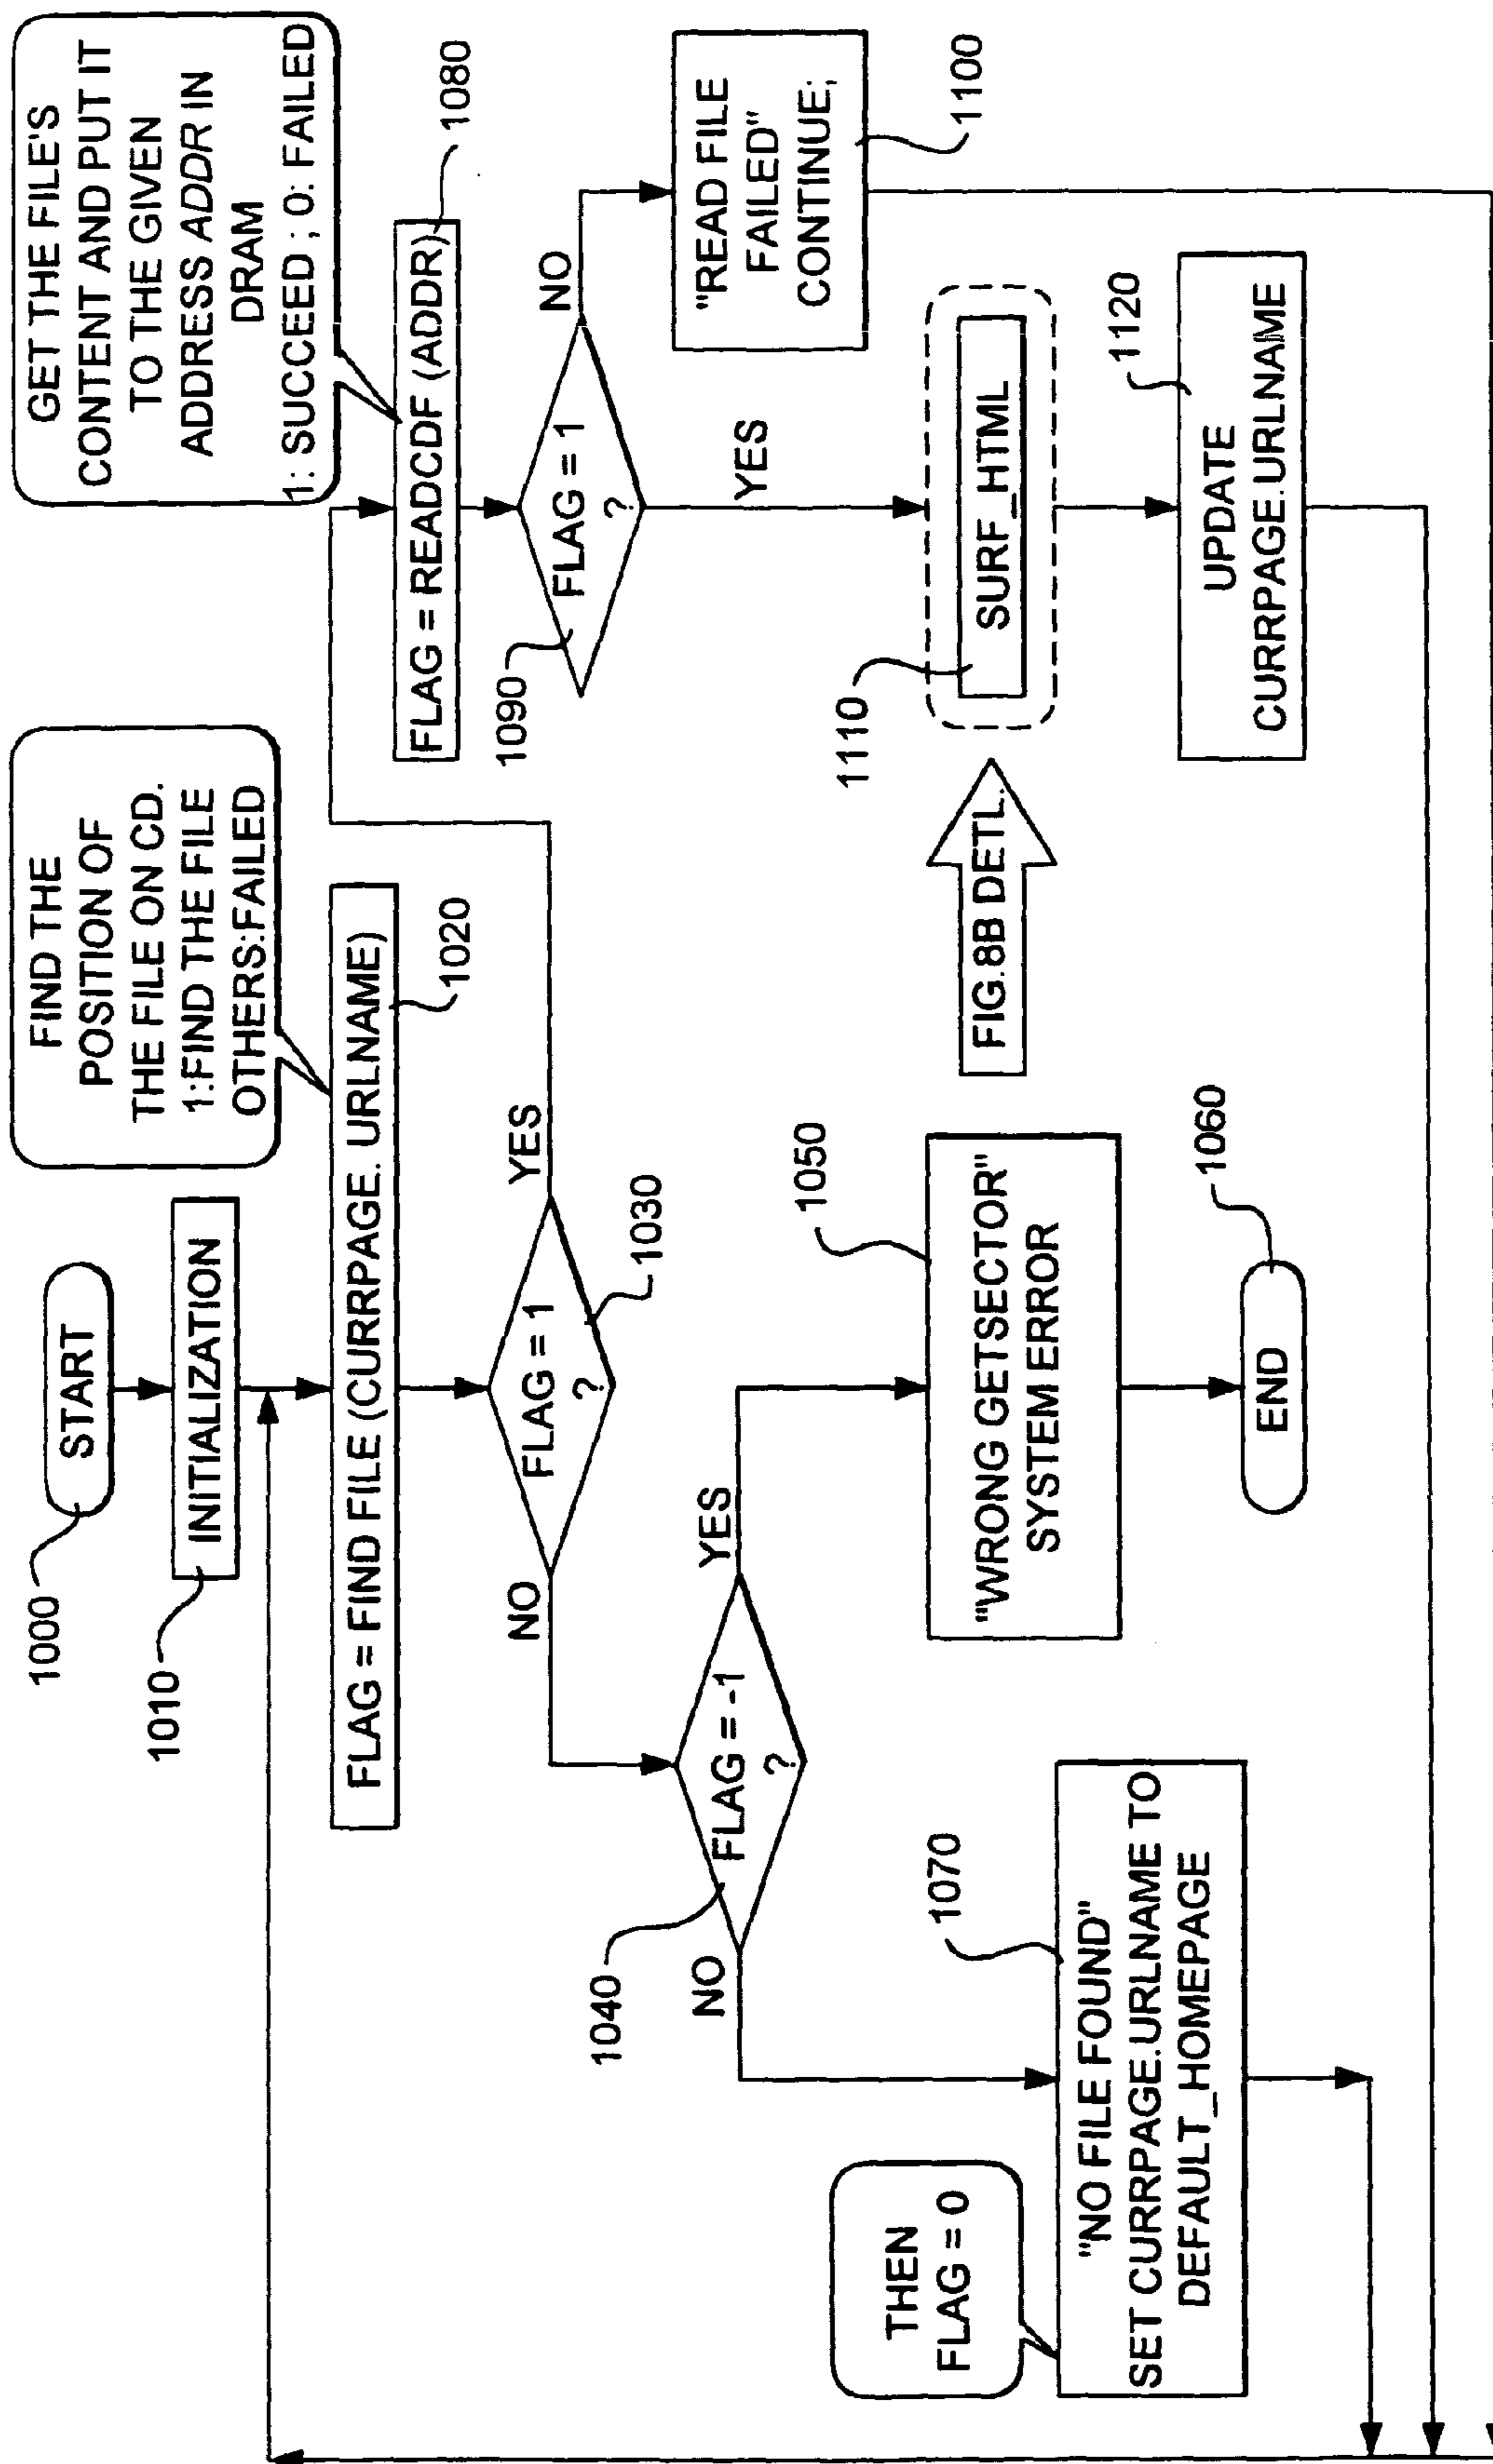 1000
START
1010
INITIALIZATION
FIND THE
POSITION OF
THE FILE ON CD.
1:FIND THE FILE
OTHERS:FAILED
FLAG = FIND FILE (CURRPAGE. URLNAME)
1020
FLAG = 1
?
1030
NO
YES
1040
FLAG = -1
?
NO
YES
THEN
FLAG = 0
1070
"NO FILE FOUND"
SET CURRPAGE.URLNAME TO
DEFAULT_HOMEPAGE
1050
"WRONG GETSECTOR"
SYSTEM ERROR
1060
END
GET THE FILE'S
CONTENT AND PUT IT
TO THE GIVEN
ADDRESS ADDR IN
DRAM
1: SUCCEED ; 0: FAILED
FLAG = READCDF (ADDR)
1080
1090
FLAG = 1
?
NO
YES
"READ FILE
FAILED"
CONTINUE;
1100
FIG.8B DETL.
1110
SURF_HTML
1120
UPDATE
CURRPAGE.URLNAME